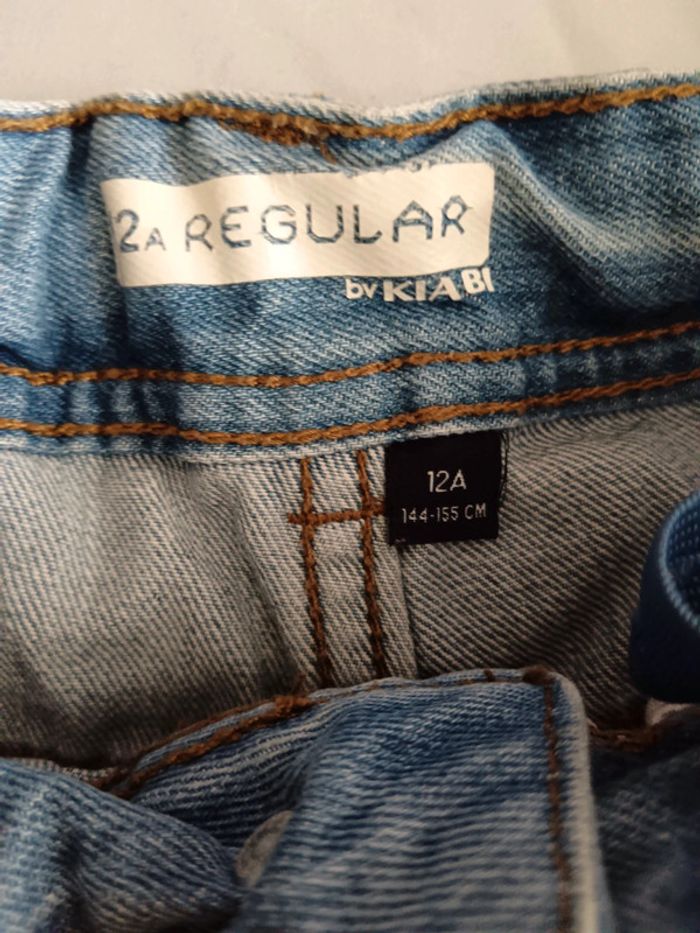 2A REGULAR
by KIABI
12A
144-155 CM